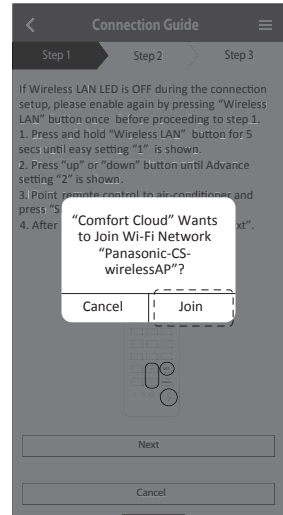 Connection Guide
Step 1
Step 2
Step 3
If Wireless LAN LED is OFF during the connection
setup, please enable again by pressing "Wireless
LAN" button once before proceeding to step 1.
1. Press and hold "Wireless LAN" button for 5
secs until easy setting "1" is shown.
2. Press "up" or "down" button until Advance
setting "2" is shown.
3. Point remote control to air-conditioner and
press "S
4. After
xt".
"Comfort Cloud" Wants
to Join Wi-Fi Network
"Panasonic-CS-
wirelessAP"?
Cancel
Join
Next
Cancel